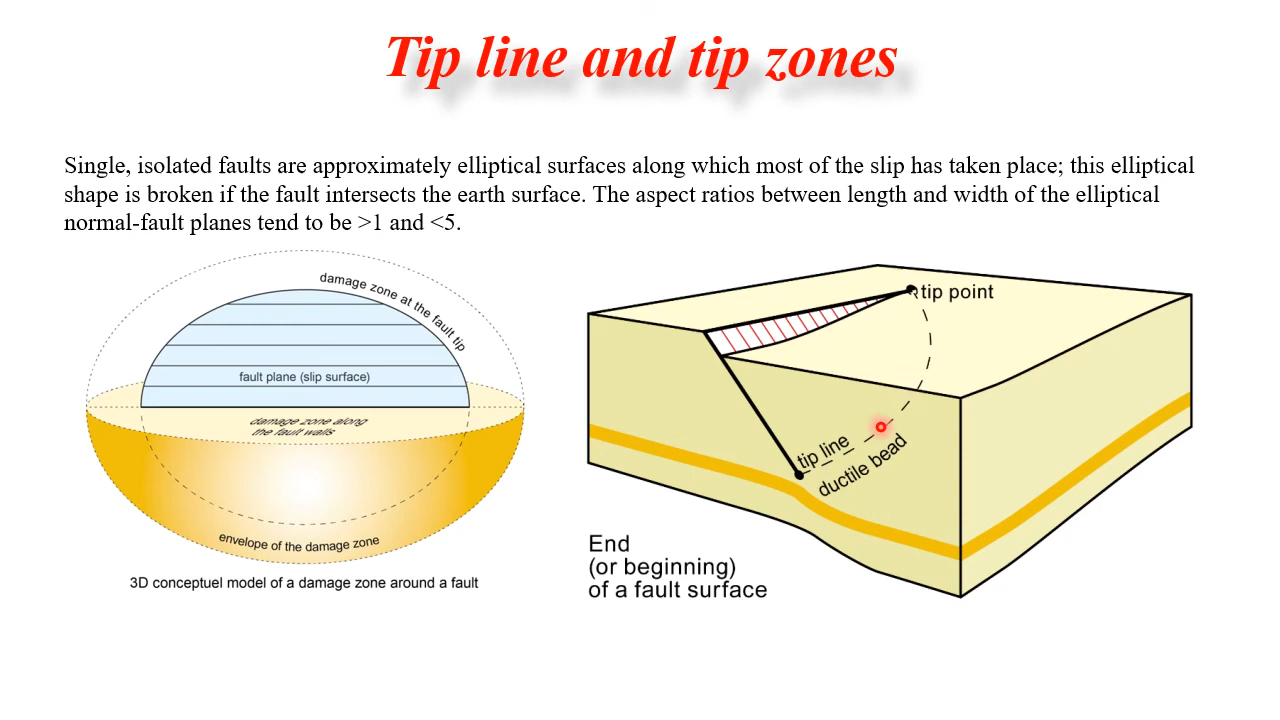 Tip line and tip zones
Single, isolated faults are approximately elliptical surfaces along which most of the slip has taken place; this elliptical
shape is broken if the fault intersects the earth surface. The aspect ratios between length and width of the elliptical
normal-fault planes tend to be >1 and <5.
damage zone at the fault tip
fault plane (slip surface)
damage zone along
the fault walls
envelope of the damage zone
3D conceptuel model of a damage zone around a fault
tip point
tip line
ductile bead
End
(or beginning)
of a fault surface